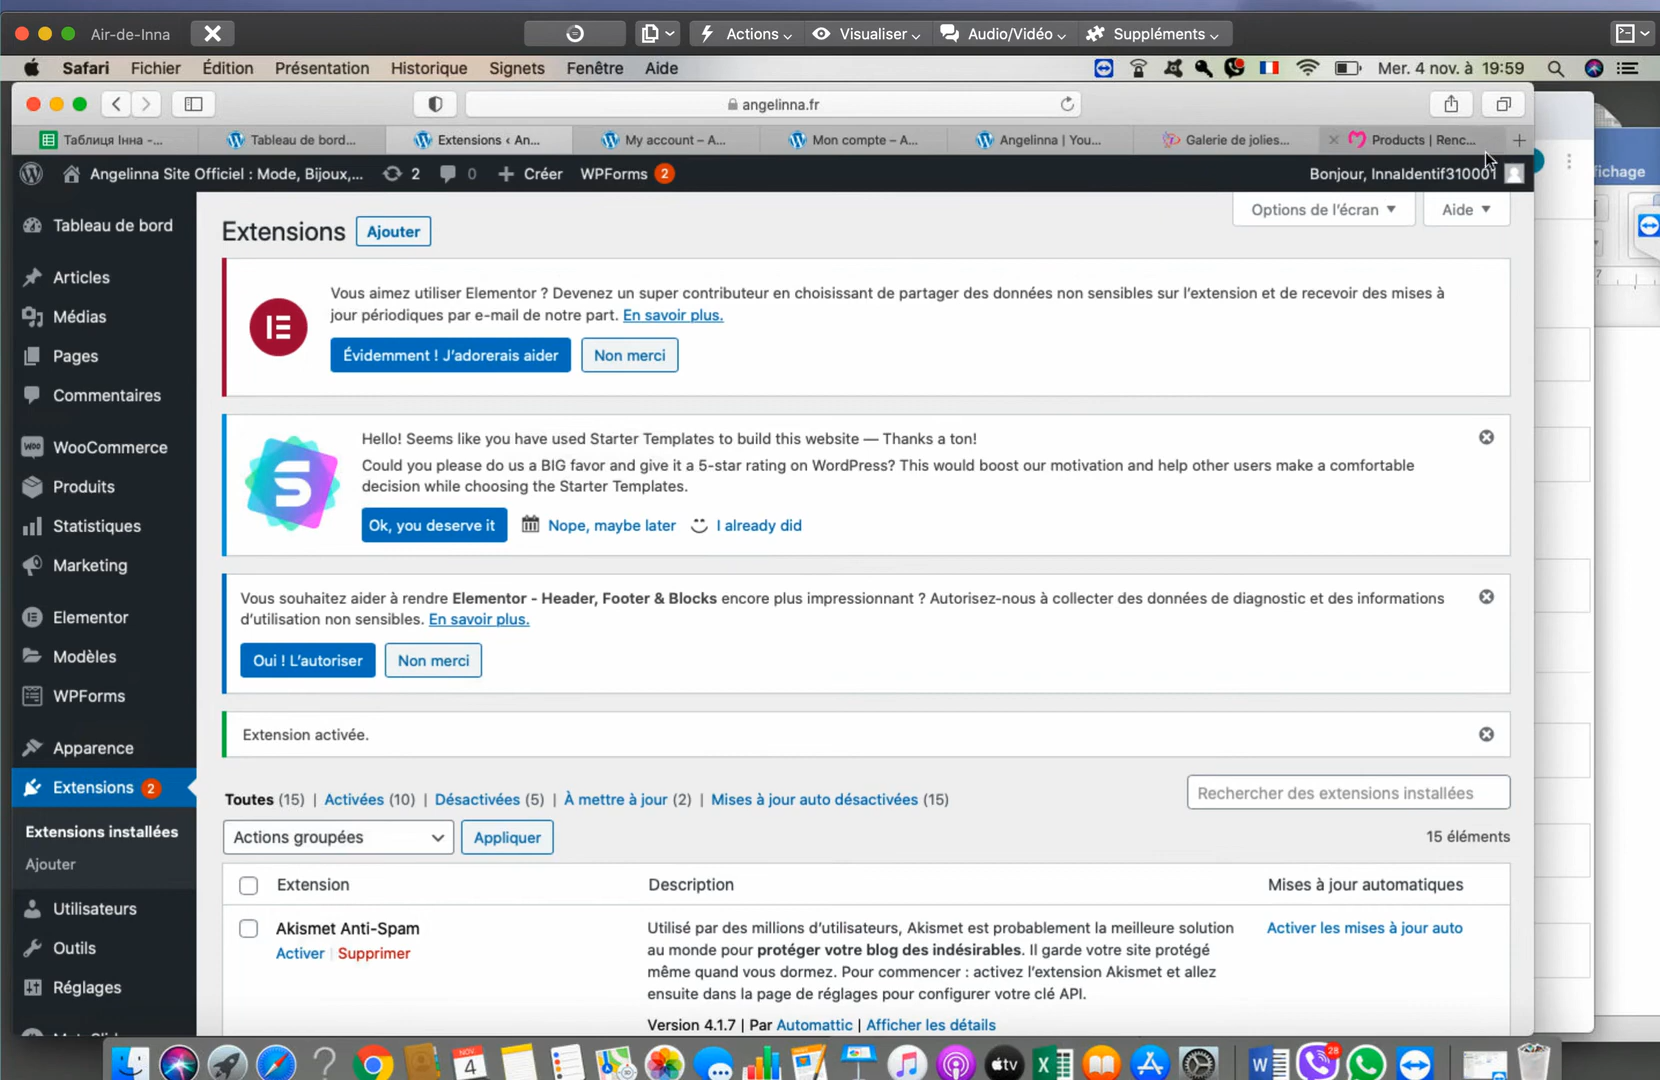 Air-de-Inna
Actions
Visualiser
Audio/Vidéo
Suppléments
Safari Fichier Édition Présentation Historique Signets Fenêtre Aide
Mer. 4 nov. à 19:59
angelinna.fr
Таблиця Інна -...
Tableau de bord...
Extensions ‹ An...
My account – A...
Mon compte – A...
Angelinna | You...
Galerie de jolies...
Products | Renc...
Angelinna Site Officiel : Mode, Bijoux,...
2
0
Créer
WPForms 2
Bonjour, InnaIdentif310001
fichage
Options de l'écran
Aide
Tableau de bord
Articles
Médias
Pages
Commentaires
WooCommerce
Produits
Statistiques
Marketing
Elementor
Modèles
WPForms
Apparence
Extensions 2
Extensions installées
Ajouter
Utilisateurs
Outils
Réglages
Extensions Ajouter
Vous aimez utiliser Elementor ? Devenez un super contributeur en choisissant de partager des données non sensibles sur l'extension et de recevoir des mises à
jour périodiques par e-mail de notre part. En savoir plus.
Évidemment ! J'adorerais aider
Non merci
Hello! Seems like you have used Starter Templates to build this website — Thanks a ton!
Could you please do us a BIG favor and give it a 5-star rating on WordPress? This would boost our motivation and help other users make a comfortable
decision while choosing the Starter Templates.
Ok, you deserve it
Nope, maybe later
I already did
Vous souhaitez aider à rendre Elementor - Header, Footer & Blocks encore plus impressionnant ? Autorisez-nous à collecter des données de diagnostic et des informations
d'utilisation non sensibles. En savoir plus.
Oui ! L'autoriser
Non merci
Extension activée.
Toutes (15) | Activées (10) | Désactivées (5) | À mettre à jour (2) | Mises à jour auto désactivées (15)
Rechercher des extensions installées
Actions groupées
Appliquer
15 éléments
Extension
Description
Mises à jour automatiques
Akismet Anti-Spam
Activer | Supprimer
Utilisé par des millions d'utilisateurs, Akismet est probablement la meilleure solution
au monde pour protéger votre blog des indésirables. Il garde votre site protégé
même quand vous dormez. Pour commencer : activez l'extension Akismet et allez
ensuite dans la page de réglages pour configurer votre clé API.
Version 4.1.7 | Par Automattic | Afficher les détails
Activer les mises à jour auto
NOV.
4
tv
28